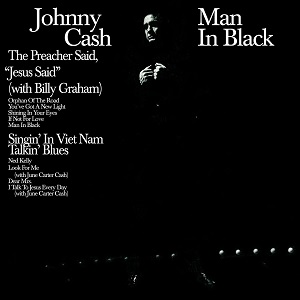 Johnny Cash
Man In Black
The Preacher Said,
"Jesus Said"
(with Billy Graham)
Orphan Of The Road
You've Got A New Light
Shining In Your Eyes
If Not For Love
Man In Black
Singin' In Viet Nam
Talkin' Blues
Ned Kelly
Look For Me
(with June Carter Cash)
Dear Mrs.
I Talk To Jesus Every Day
(with June Carter Cash)